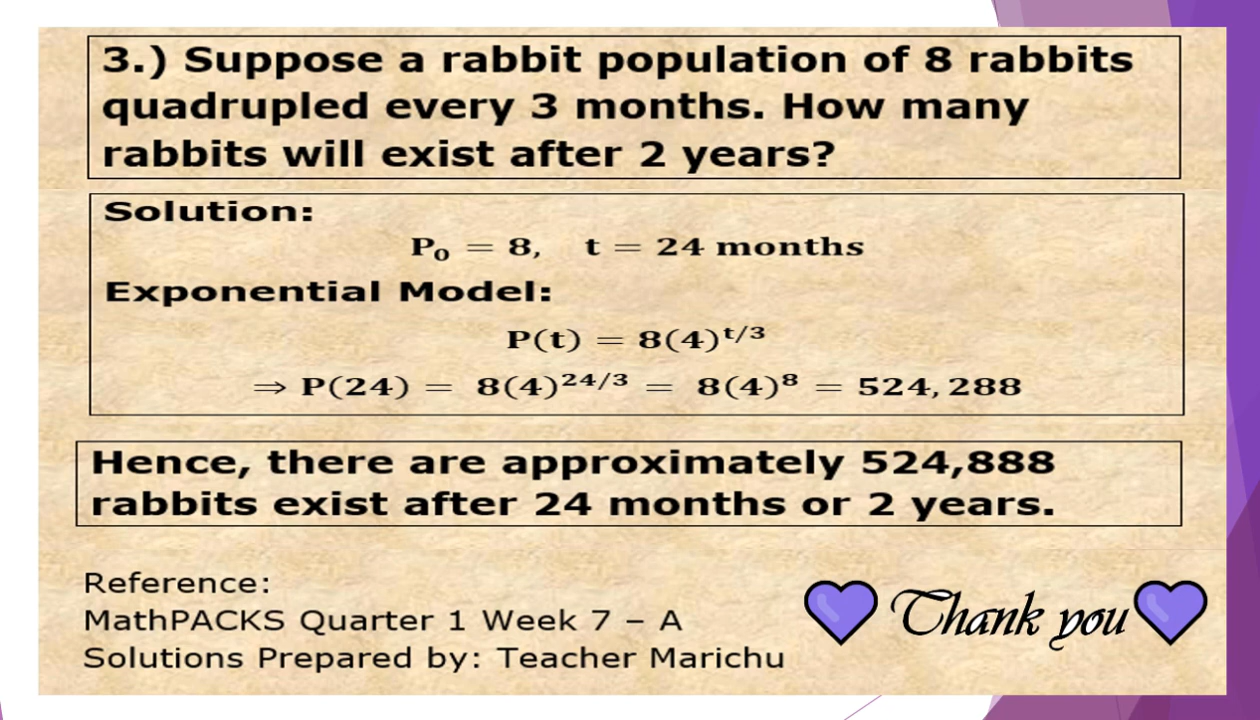 3.) Suppose a rabbit population of 8 rabbits
quadrupled every 3 months. How many
rabbits will exist after 2 years?
Solution:
P₀ = 8, t = 24 months
Exponential Model:
P(t) = 8(4)^{t/3}
⇒ P(24) = 8(4)^{24/3} = 8(4)^8 = 524,288
Hence, there are approximately 524,888
rabbits exist after 24 months or 2 years.
Reference:
MathPACKS Quarter 1 Week 7 – A
Solutions Prepared by: Teacher Marichu
Thank you